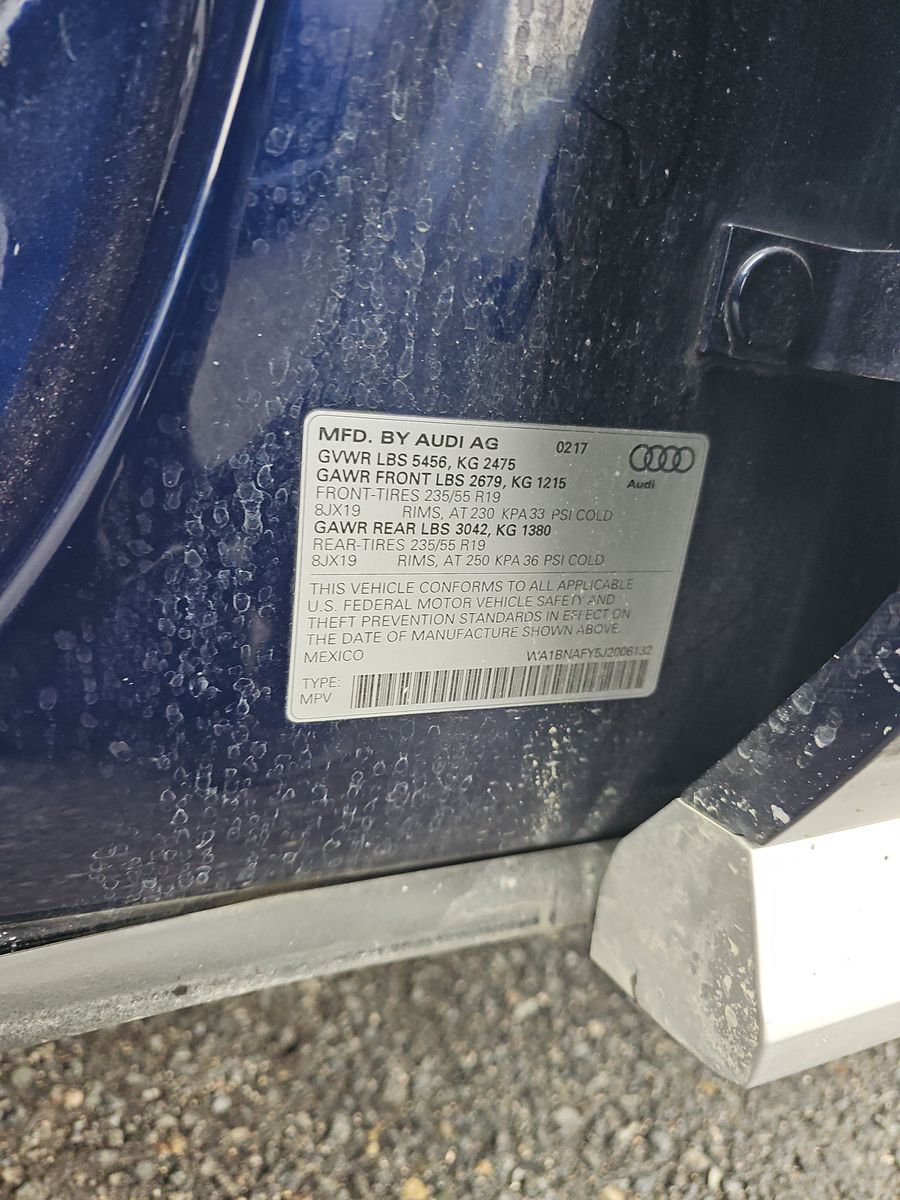 MFD. BY AUDI AG 0217
GVWR LBS 5456, KG 2475
GAWR FRONT LBS 2679, KG 1215
Audi
FRONT-TIRES 235/55 R19
8JX19 RIMS, AT 230 KPA 33 PSI COLD
GAWR REAR LBS 3042, KG 1380
REAR-TIRES 235/55 R19
8JX19 RIMS, AT 250 KPA 36 PSI COLD
THIS VEHICLE CONFORMS TO ALL APPLICABLE
U.S. FEDERAL MOTOR VEHICLE SAFETY AND
THEFT PREVENTION STANDARDS IN EFFECT ON
THE DATE OF MANUFACTURE SHOWN ABOVE.
MEXICO WA1BNAFY5J2006132
TYPE:
MPV